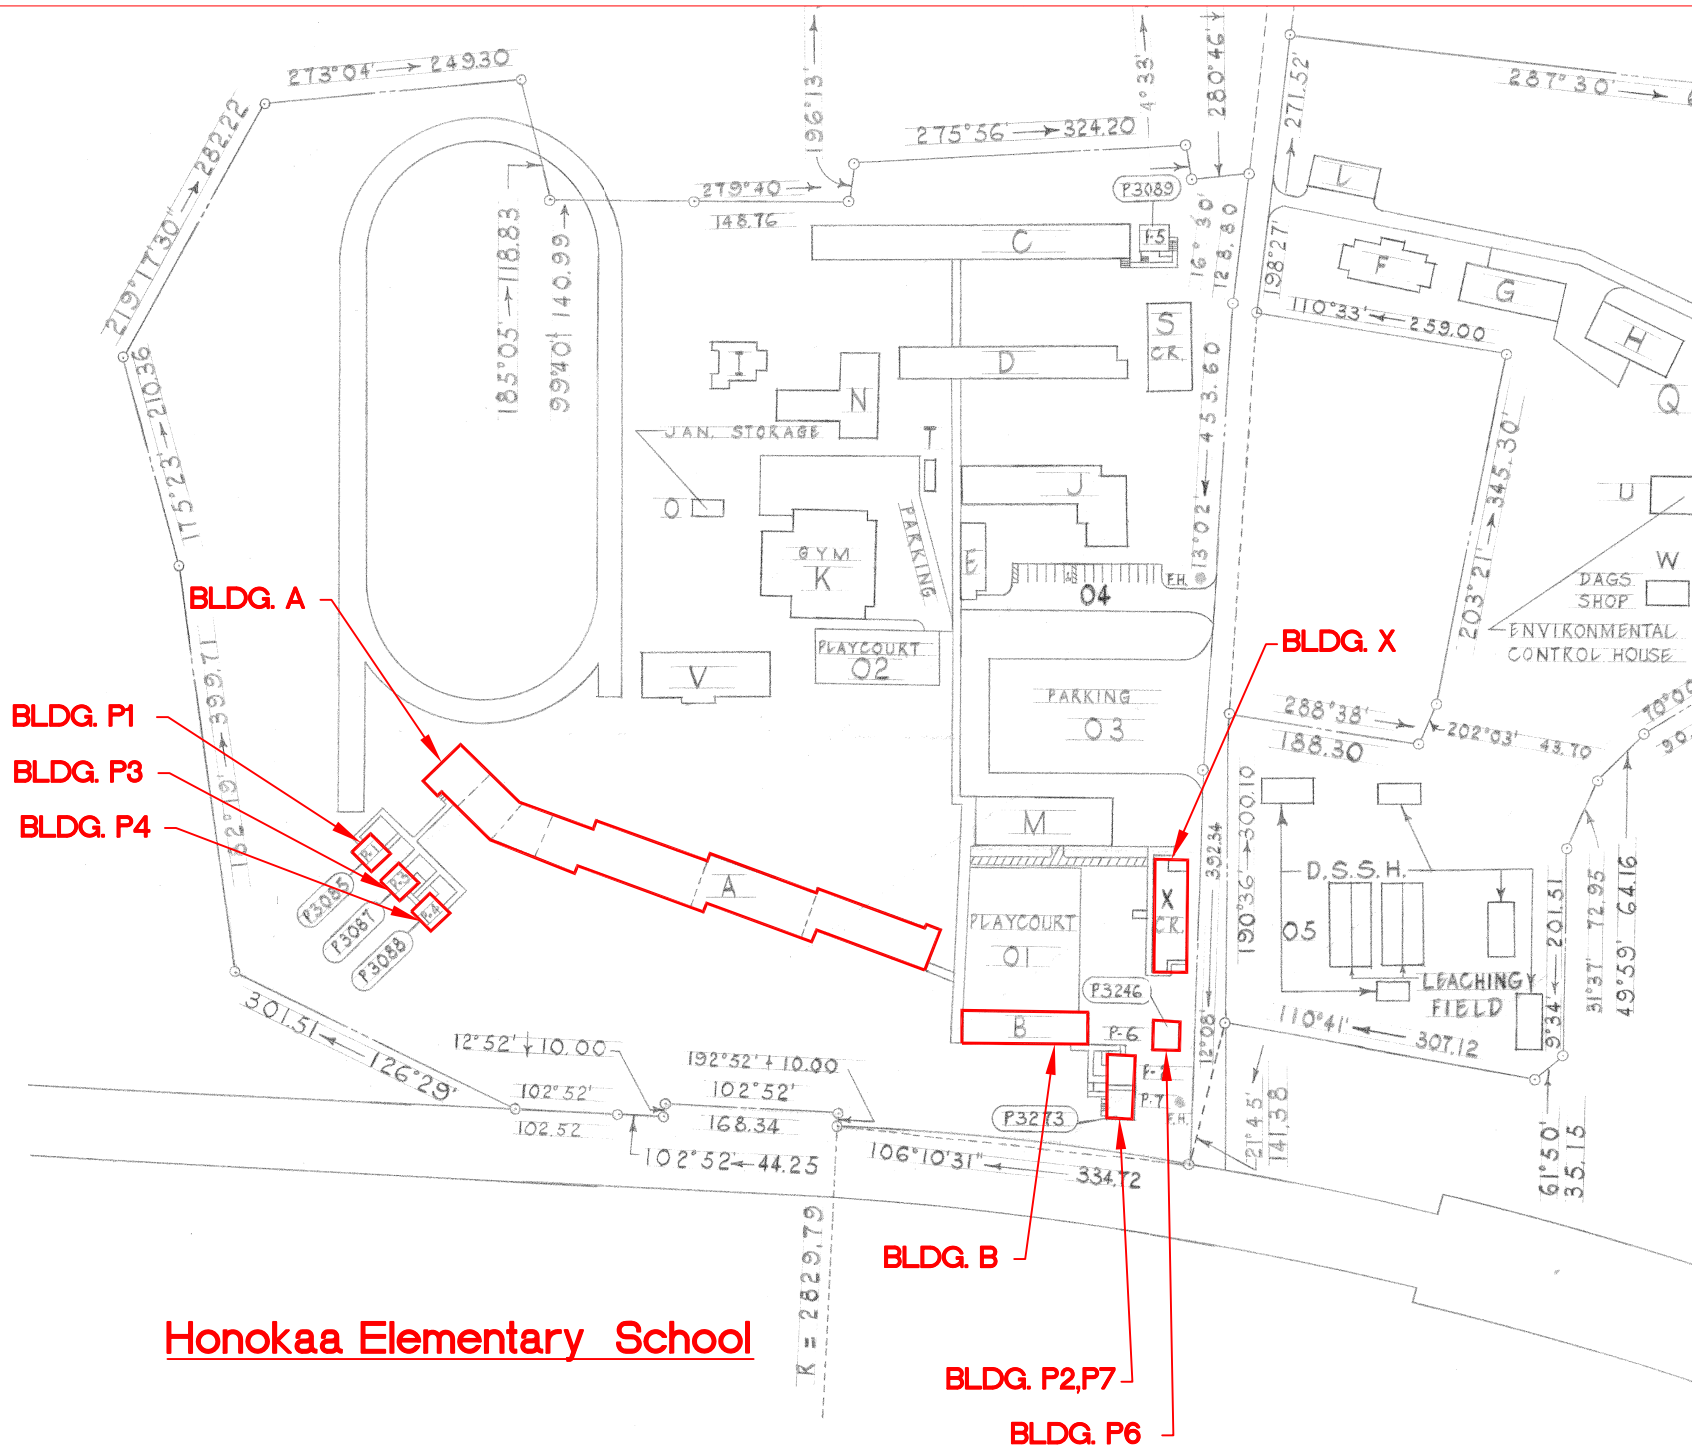 273°04' 249.30
219°17'30" 282.22
185°05' 118.83
99°40' 140.99
279°40'
148.76
196°13'
275°56' 324.20
4°33'
280°46'
271.52'
287°30'
P3089
16°30'
128.80
198°27'
110°33' 259.00
L
F
G
H
Q
C
P-5
S
CR.
D
I
N
JAN. STORAGE
T
O
J
GYM
K
PARKING
E
F.H.
04
13°02' 453.60
203°21' 345.30'
U
W
DAGS
SHOP
ENVIRONMENTAL
CONTROL HOUSE
175°23' 210.36
BLDG. A
BLDG. X
PLAYCOURT
02
V
PARKING
03
288°38'
188.30
202°03' 43.70
70°00'
182°19' 399.71
BLDG. P1
BLDG. P3
BLDG. P4
P-1
P-3
P-4
P3085
P3087
P3088
A
M
X
CR.
PLAYCOURT
01
392.34
12°08'
190°36' 300.10
D.S.S.H.
05
LEACHING
FIELD
9°34' 201.51
31°37' 72.95
49°59' 64.16
P3246
B
P-6
P-7
F.H.
P3273
110°41' 307.12
301.51 126°29'
12°52' 10.00
192°52' 10.00
102°52'
102.52
102°52'
168.34
102°52' 44.25
106°10'31"
334.72
21°45'
141.38
61°50'
35.15
R = 2829.79
BLDG. B
Honokaa Elementary School
BLDG. P2,P7
BLDG. P6